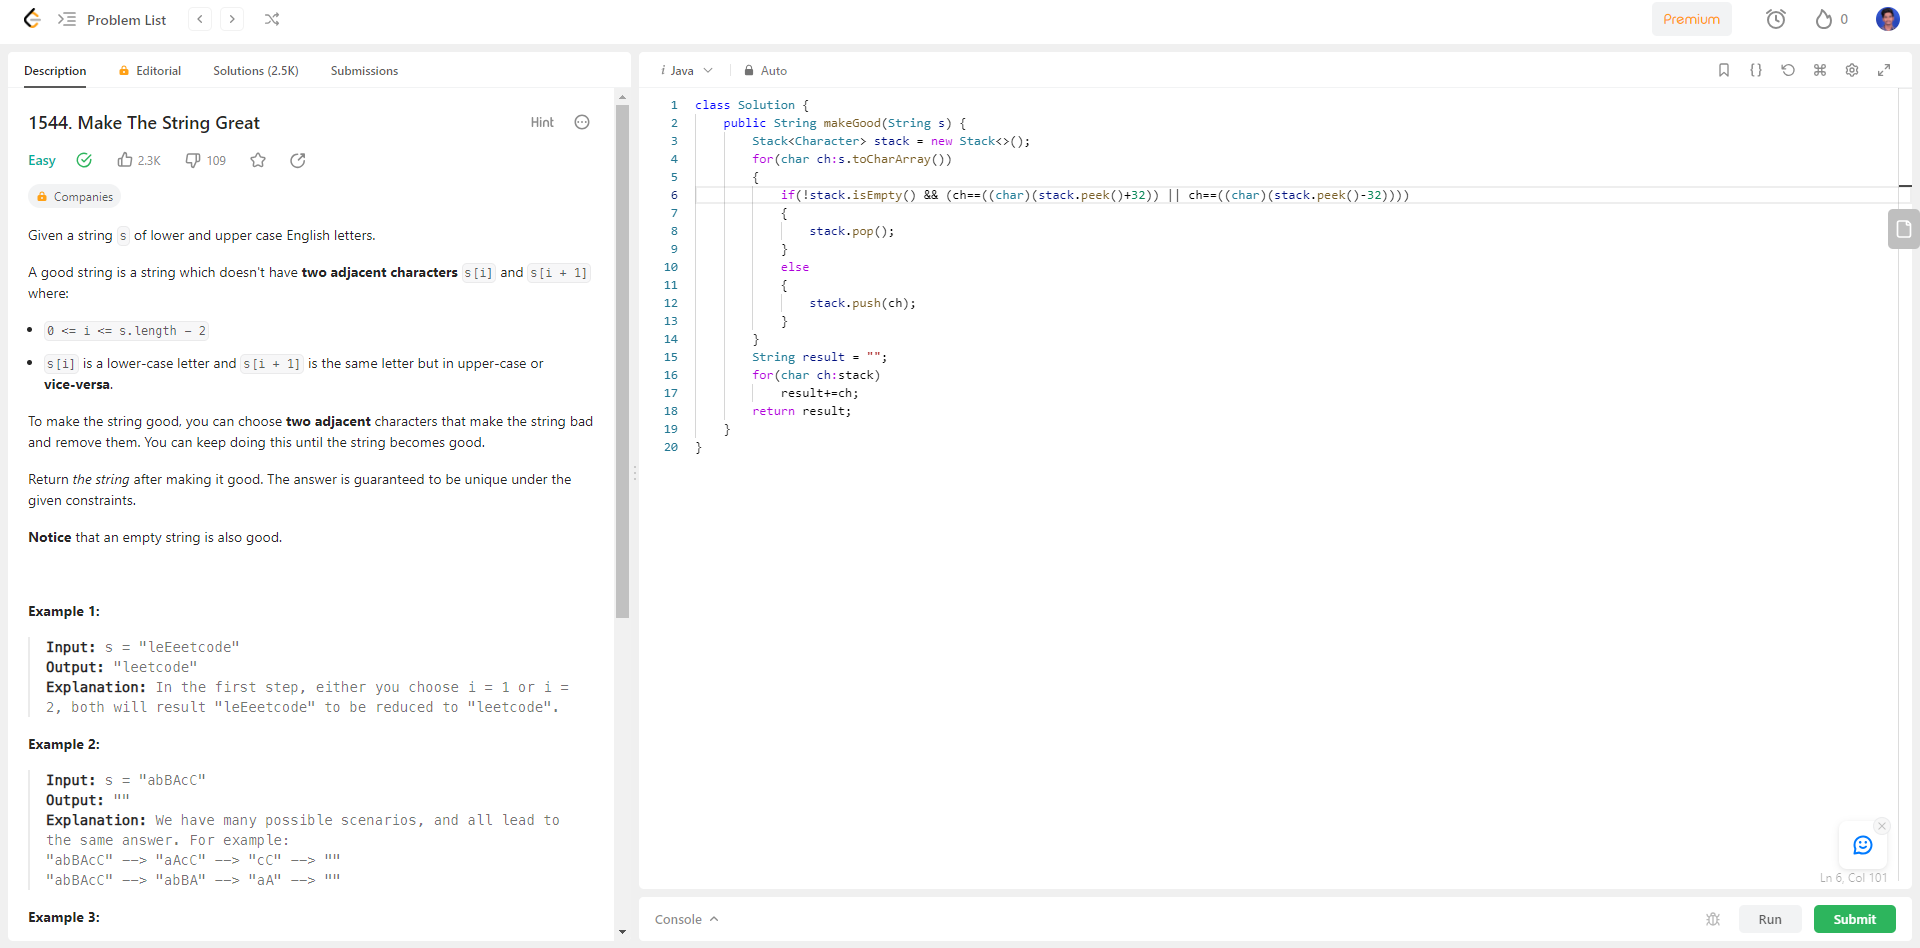 Problem List
Premium
0
Description
Editorial
Solutions (2.5K)
Submissions
1544. Make The String Great
Hint
Easy
2.3K
109
Companies
Given a string s of lower and upper case English letters.
A good string is a string which doesn't have two adjacent characters s[i] and s[i + 1]
where:
• 0 <= i <= s.length - 2
• s[i] is a lower-case letter and s[i + 1] is the same letter but in upper-case or
vice-versa.
To make the string good, you can choose two adjacent characters that make the string bad
and remove them. You can keep doing this until the string becomes good.
Return the string after making it good. The answer is guaranteed to be unique under the
given constraints.
Notice that an empty string is also good.
Example 1:
Input: s = "leEeetcode"
Output: "leetcode"
Explanation: In the first step, either you choose i = 1 or i =
2, both will result "leEeetcode" to be reduced to "leetcode".
Example 2:
Input: s = "abBAcC"
Output: ""
Explanation: We have many possible scenarios, and all lead to
the same answer. For example:
"abBAcC" --> "aAcC" --> "cC" --> ""
"abBAcC" --> "abBA" --> "aA" --> ""
Example 3:
i Java
Auto
1 class Solution {
2 public String makeGood(String s) {
3 Stack<Character> stack = new Stack<>();
4 for(char ch:s.toCharArray())
5 {
6 if(!stack.isEmpty() && (ch==((char)(stack.peek()+32)) || ch==((char)(stack.peek()-32))))
7 {
8 stack.pop();
9 }
10 else
11 {
12 stack.push(ch);
13 }
14 }
15 String result = "";
16 for(char ch:stack)
17 result+=ch;
18 return result;
19 }
20 }
Ln 6, Col 101
Console
Run
Submit